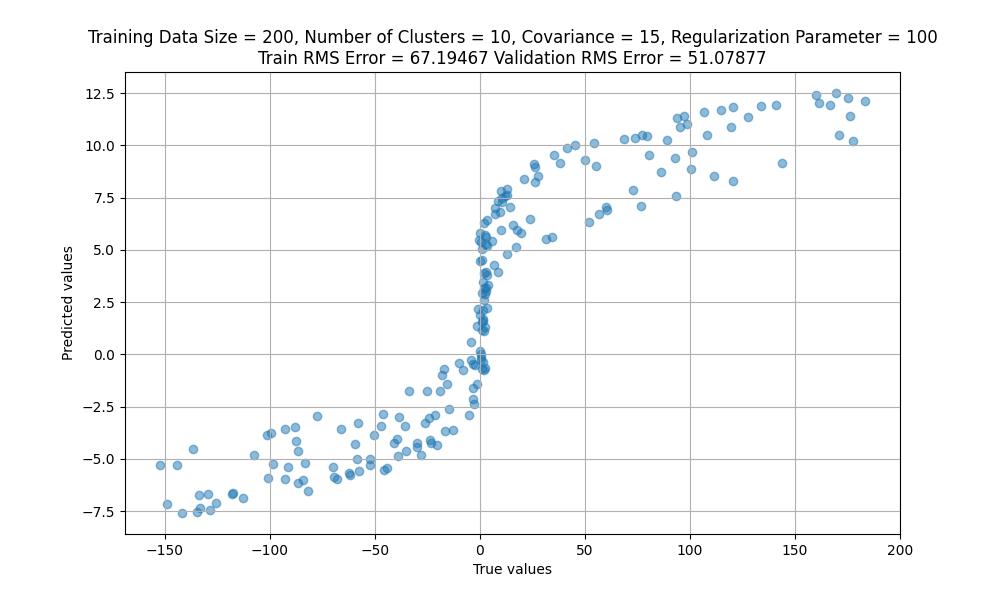 Training Data Size = 200, Number of Clusters = 10, Covariance = 15, Regularization Parameter = 100
Train RMS Error = 67.19467 Validation RMS Error = 51.07877
12.5
10.0
7.5
5.0
2.5
0.0
−2.5
−5.0
−7.5
Predicted values
−150 −100 −50 0 50 100 150 200
True values